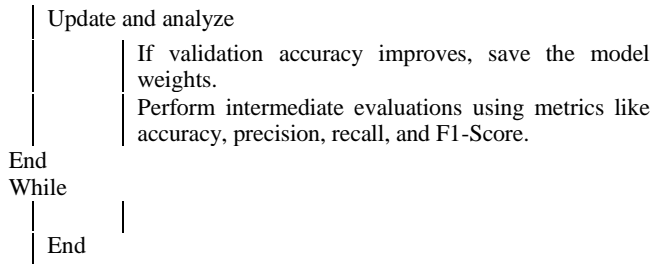 Update and analyze
If validation accuracy improves, save the model
weights.
Perform intermediate evaluations using metrics like
accuracy, precision, recall, and F1-Score.
End
While
End